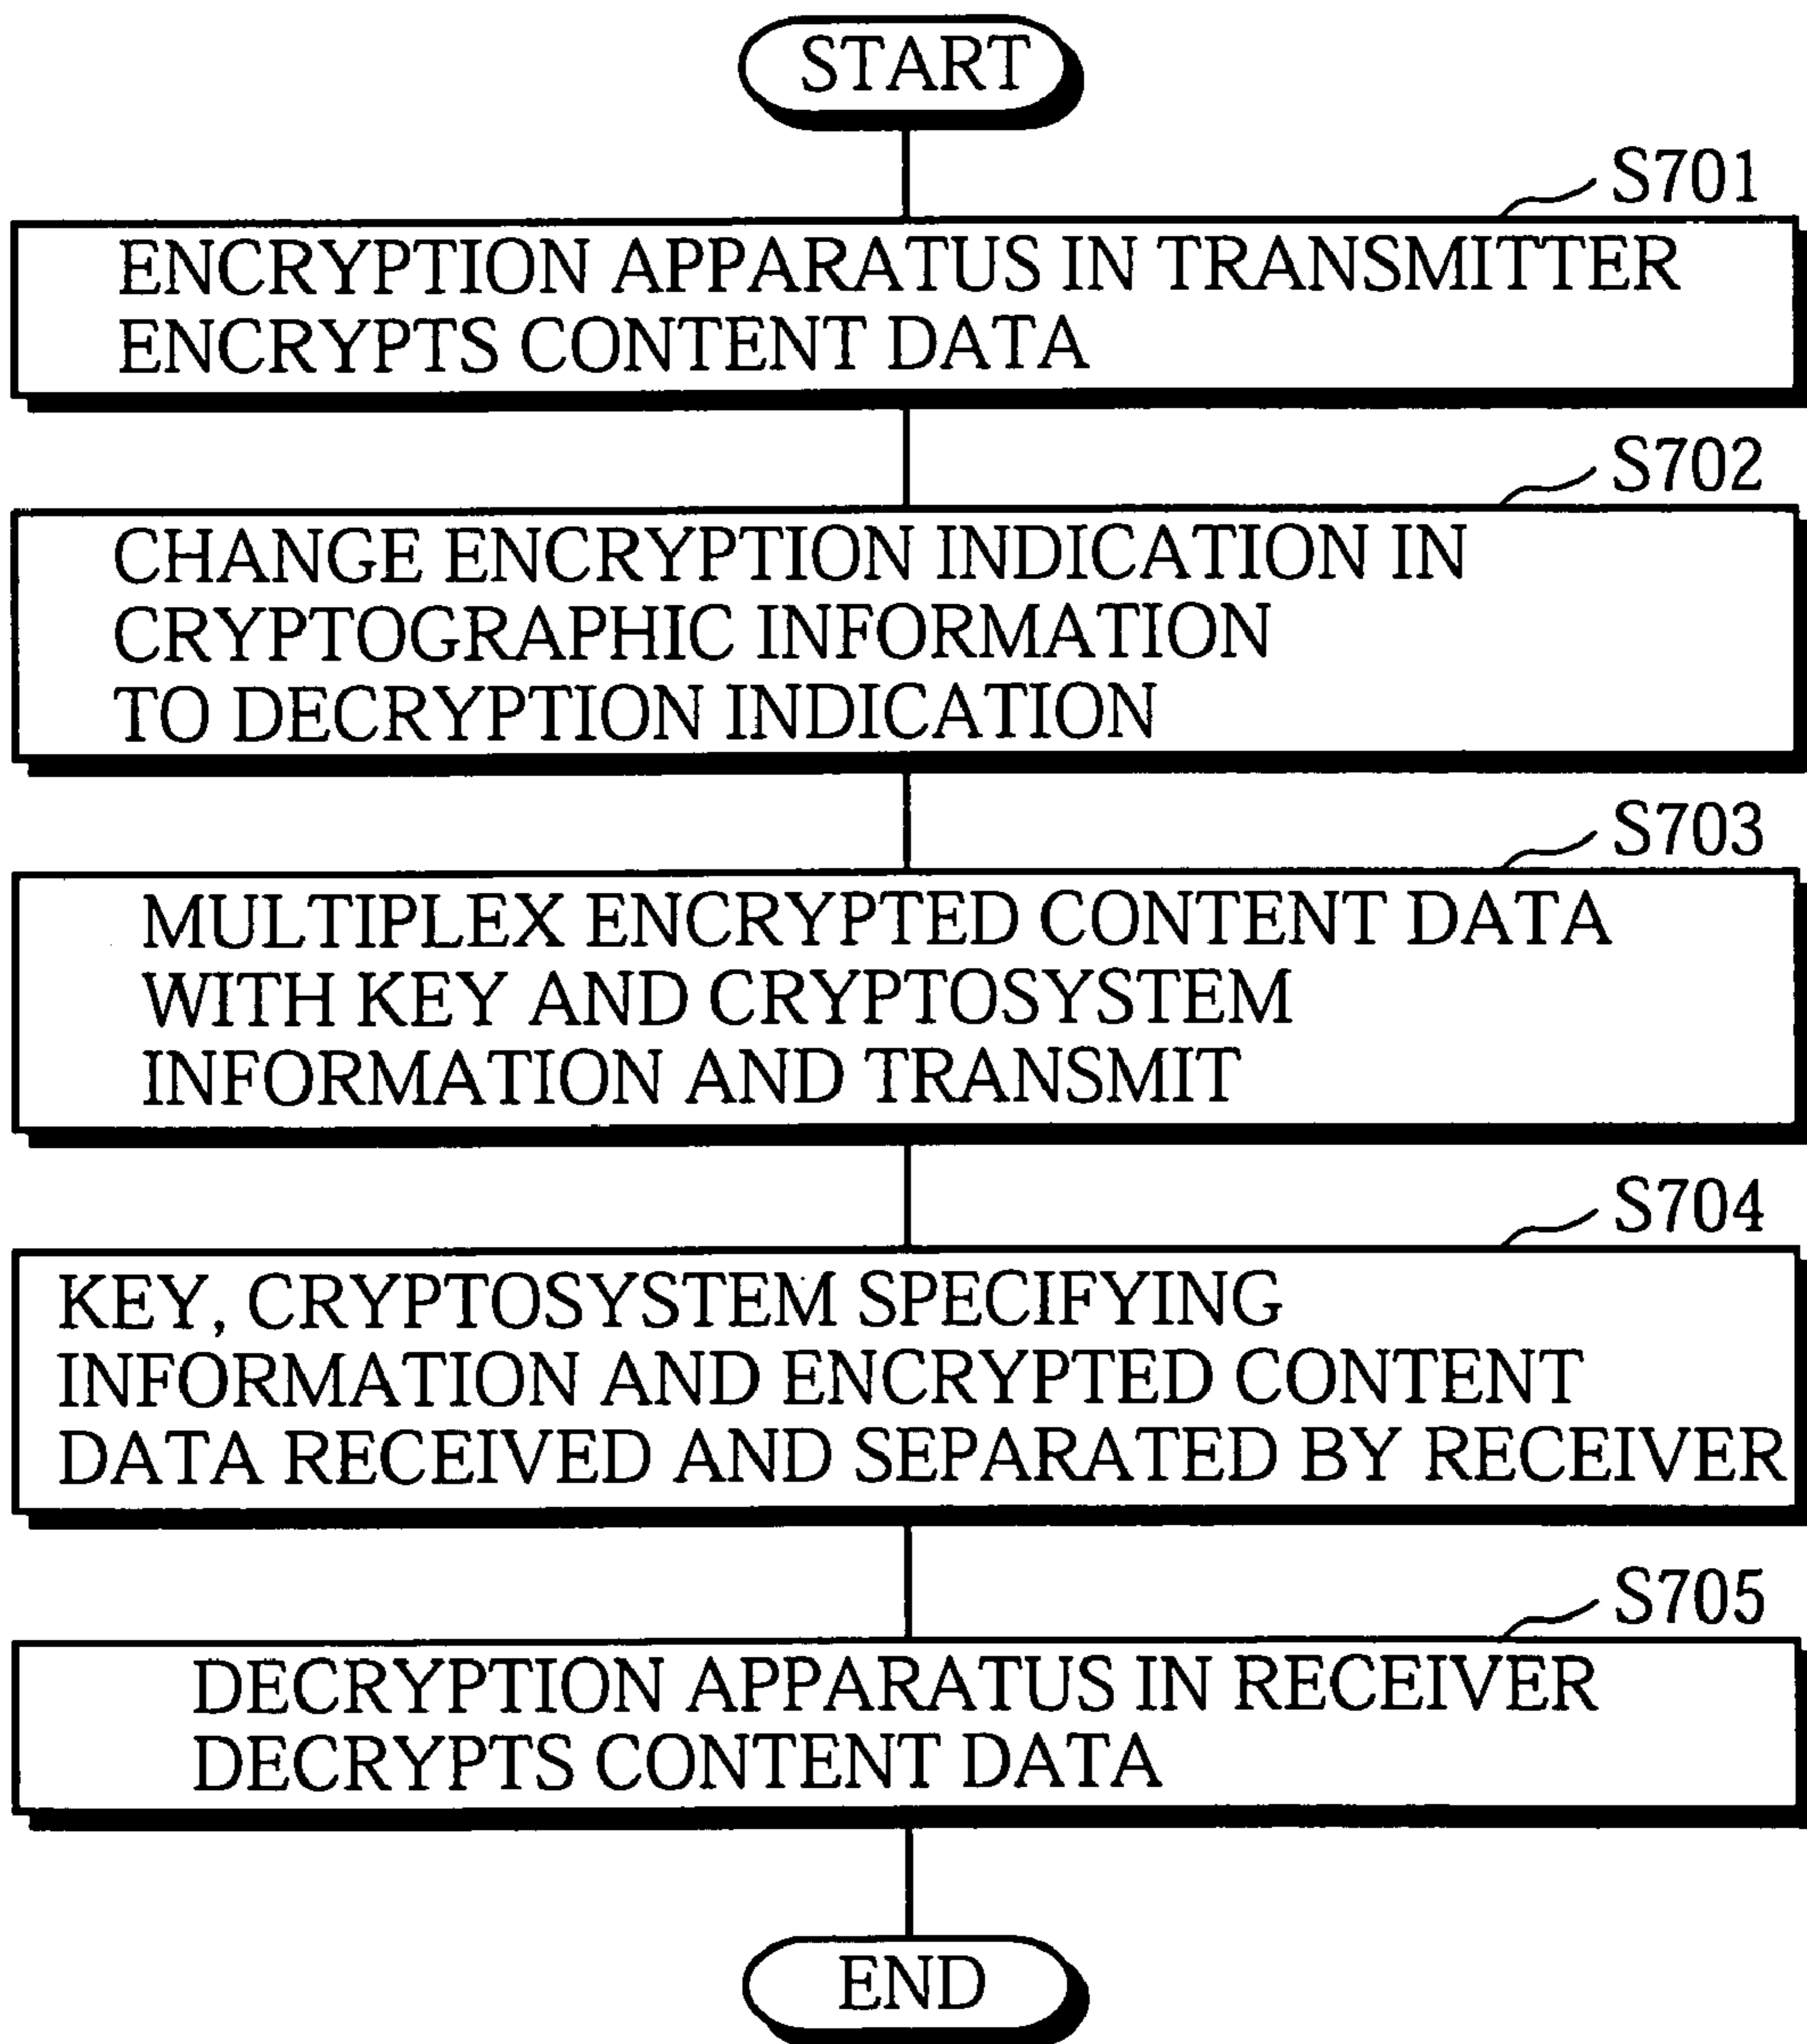 START
S701
ENCRYPTION APPARATUS IN TRANSMITTER
ENCRYPTS CONTENT DATA
S702
CHANGE ENCRYPTION INDICATION IN
CRYPTOGRAPHIC INFORMATION
TO DECRYPTION INDICATION
S703
MULTIPLEX ENCRYPTED CONTENT DATA
WITH KEY AND CRYPTOSYSTEM
INFORMATION AND TRANSMIT
S704
KEY, CRYPTOSYSTEM SPECIFYING
INFORMATION AND ENCRYPTED CONTENT
DATA RECEIVED AND SEPARATED BY RECEIVER
S705
DECRYPTION APPARATUS IN RECEIVER
DECRYPTS CONTENT DATA
END